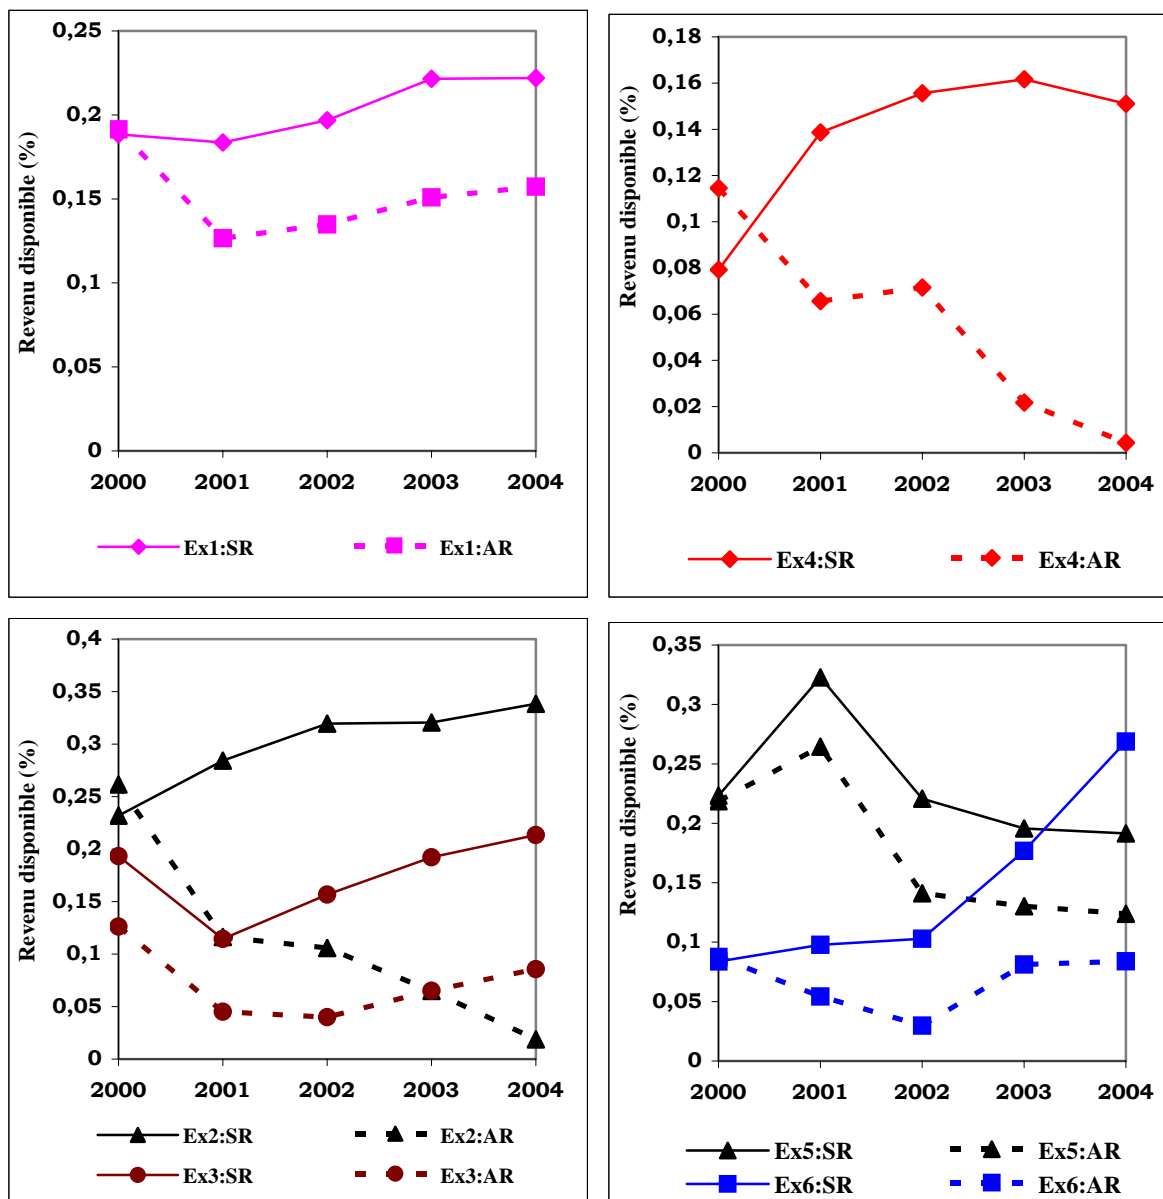 Revenu disponible (%)
0,25
0,2
0,15
0,1
0,05
0
2000 2001 2002 2003 2004
Ex1:SR Ex1:AR
Revenu disponible (%)
0,18
0,16
0,14
0,12
0,1
0,08
0,06
0,04
0,02
0
2000 2001 2002 2003 2004
Ex4:SR Ex4:AR
Revenu disponible (%)
0,4
0,35
0,3
0,25
0,2
0,15
0,1
0,05
0
2000 2001 2002 2003 2004
Ex2:SR Ex2:AR
Ex3:SR Ex3:AR
Revenu disponible (%)
0,35
0,3
0,25
0,2
0,15
0,1
0,05
0
2000 2001 2002 2003 2004
Ex5:SR Ex5:AR
Ex6:SR Ex6:AR